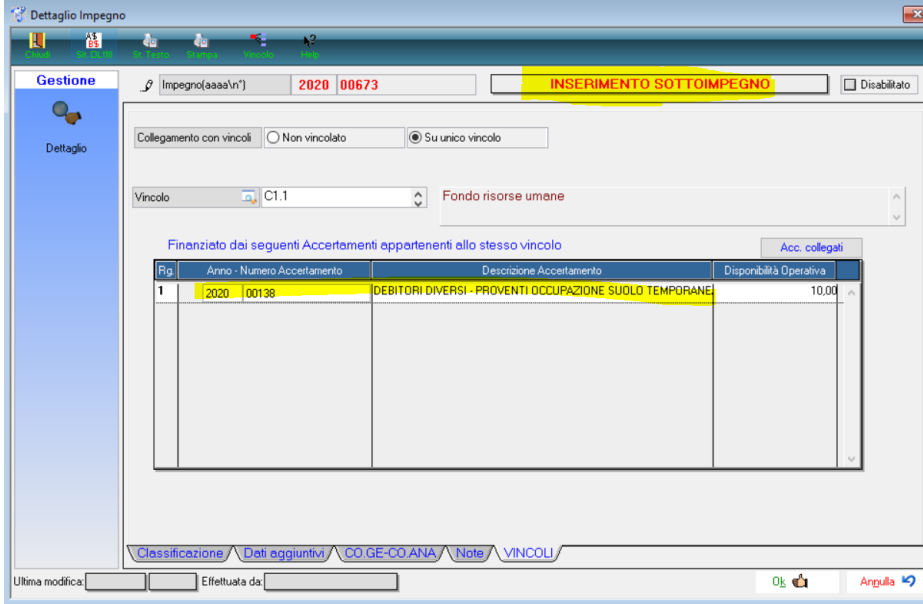 Dettaglio Impegno
Chiudi Sit. DL118 St. Testo Stampa Vincolo Help
Gestione
Impegno(aaaa\n°) 2020 00673 INSERIMENTO SOTTOIMPEGNO Disabilitato
Dettaglio
Collegamento con vincoli Non vincolato Su unico vincolo
Vincolo C1.1 Fondo risorse umane
Finanziato dai seguenti Accertamenti appartenenti allo stesso vincolo Acc. collegati
Rg. Anno - Numero Accertamento Descrizione Accertamento Disponibilità Operativa
1 2020 00138 DEBITORI DIVERSI - PROVENTI OCCUPAZIONE SUOLO TEMPORANE 10,00
Classificazione Dati aggiuntivi CO.GE-CO.ANA Note VINCOLI
Ultima modifica: Effettuata da: Ok Annulla